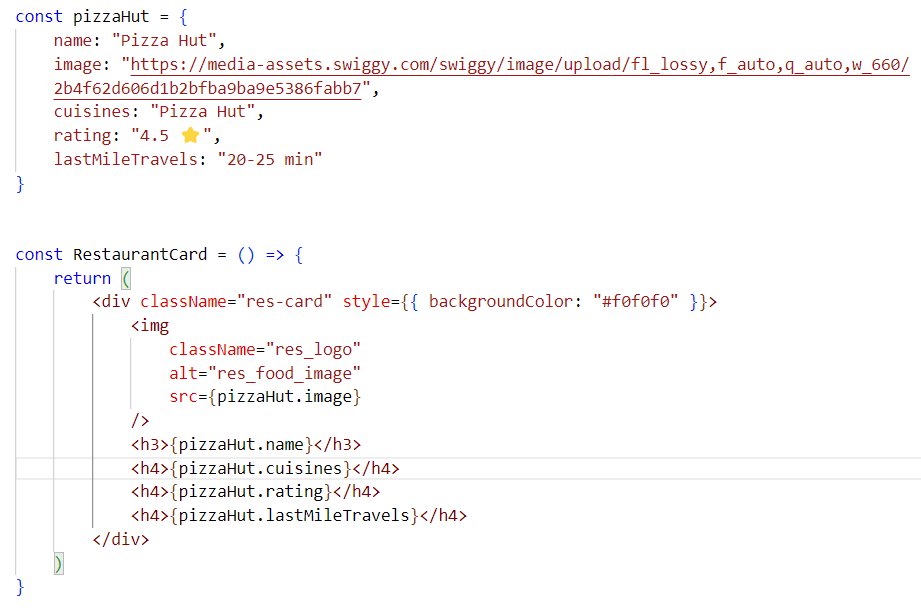 const pizzaHut = {
    name: "Pizza Hut",
    image: "https://media-assets.swiggy.com/swiggy/image/upload/fl_lossy,f_auto,q_auto,w_660/
    2b4f62d606d1b2bfba9ba9e5386fabb7",
    cuisines: "Pizza Hut",
    rating: "4.5 ⭐",
    lastMileTravels: "20-25 min"
}
const RestaurantCard = () => {
    return (
        <div className="res-card" style={{ backgroundColor: "#f0f0f0" }}>
            <img
                className="res_logo"
                alt="res_food_image"
                src={pizzaHut.image}
            />
            <h3>{pizzaHut.name}</h3>
            <h4>{pizzaHut.cuisines}</h4>
            <h4>{pizzaHut.rating}</h4>
            <h4>{pizzaHut.lastMileTravels}</h4>
        </div>
    )
}